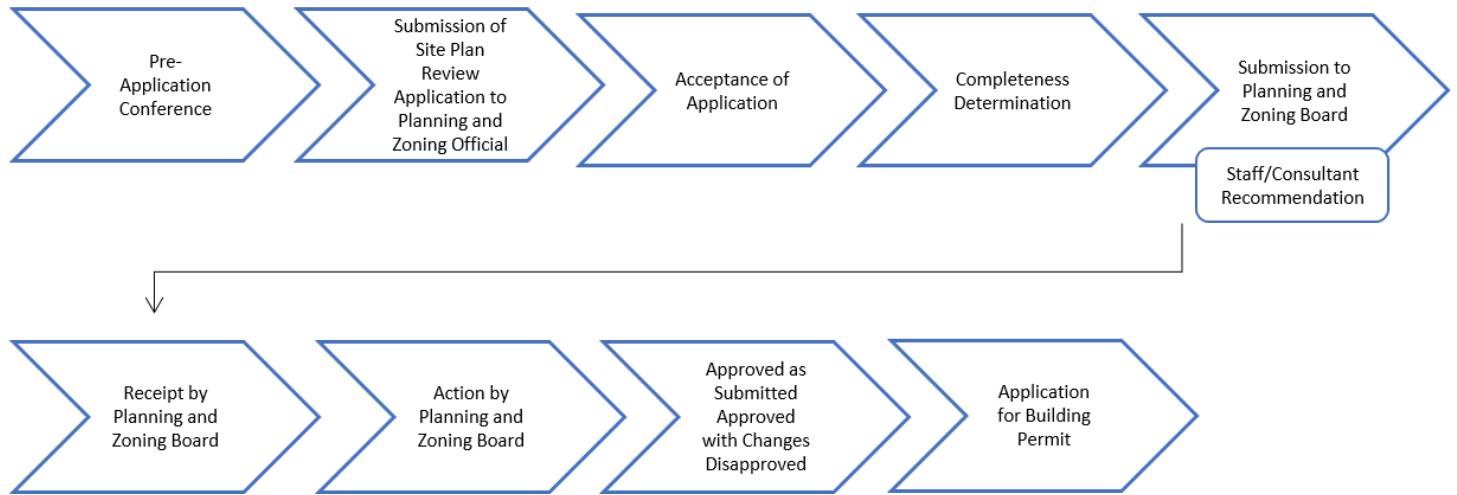 Pre-
Application
Conference
Submission of
Site Plan
Review
Application to
Planning and
Zoning Official
Acceptance of
Application
Completeness
Determination
Submission to
Planning and
Zoning Board
Staff/Consultant
Recommendation
Receipt by
Planning and
Zoning Board
Action by
Planning and
Zoning Board
Approved as
Submitted
Approved
with Changes
Disapproved
Application
for Building
Permit